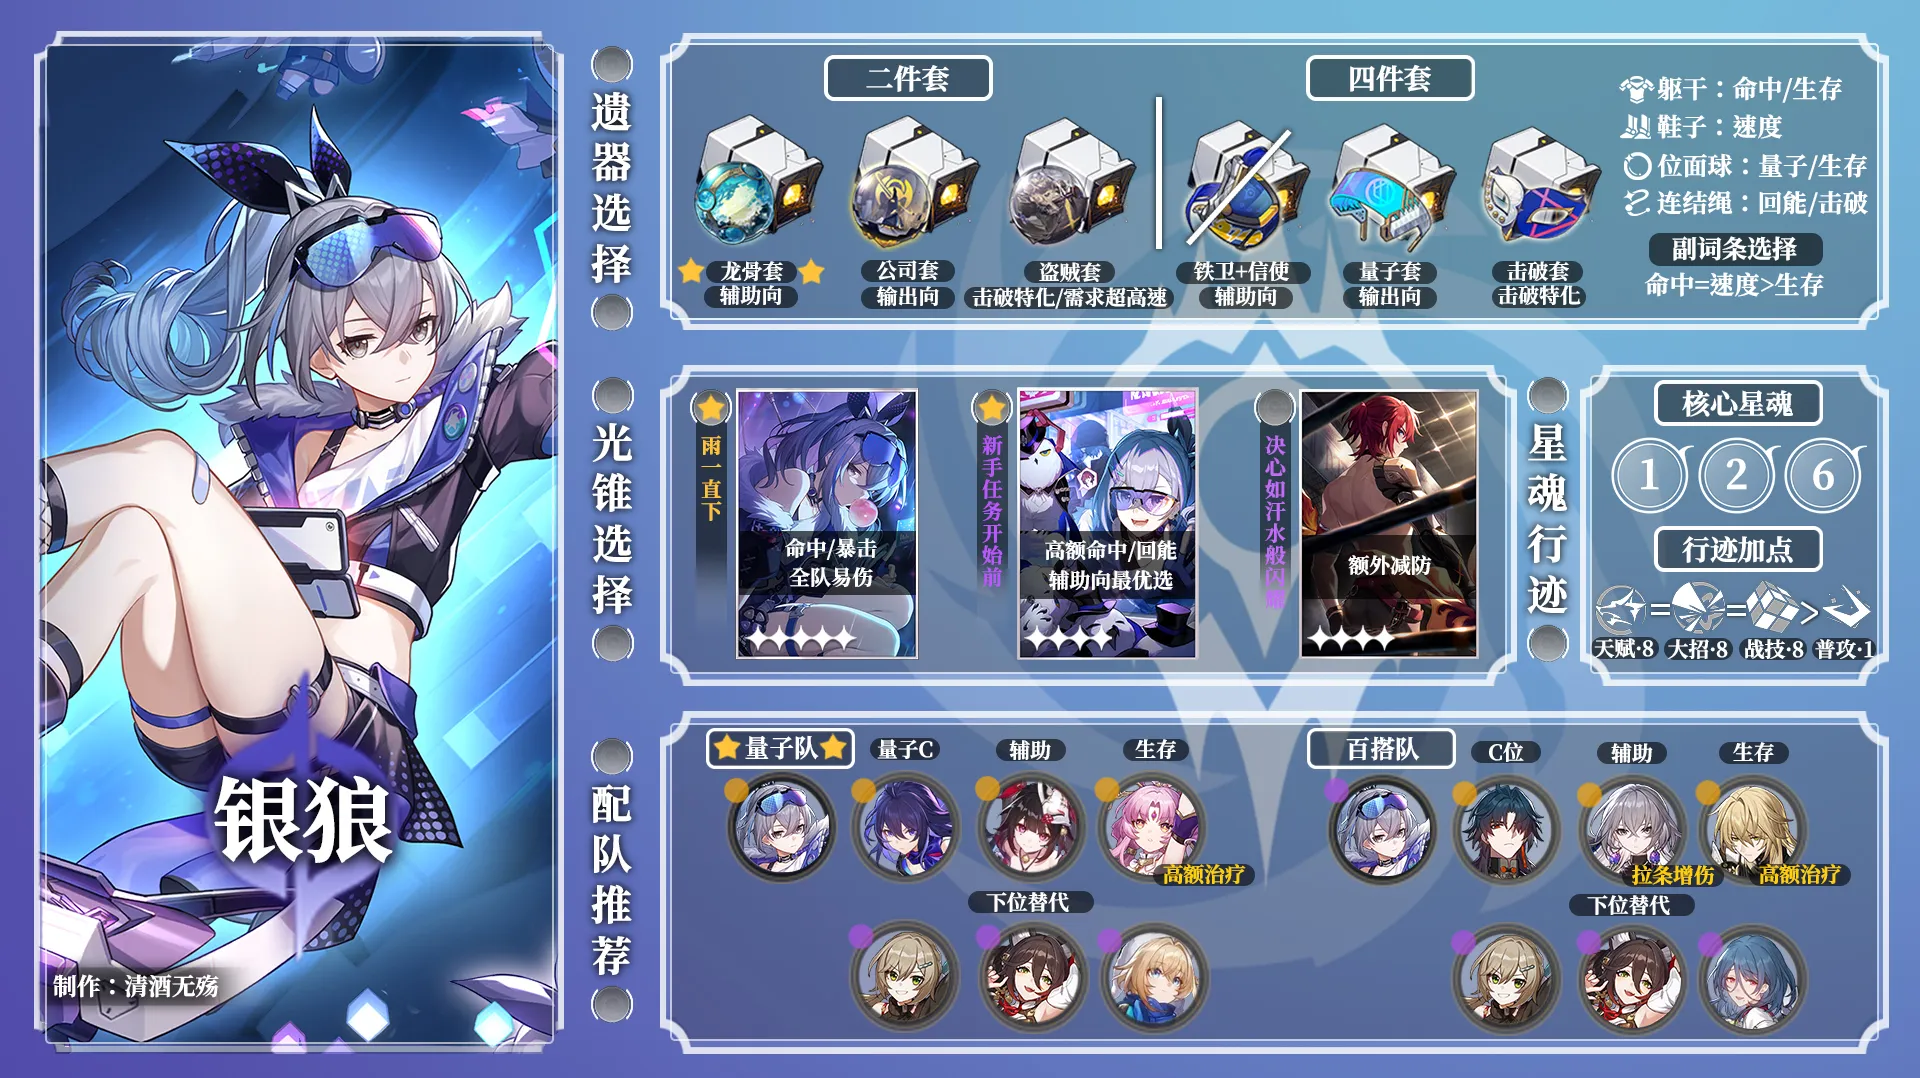 遗器选择
二件套
四件套
龙骨套
辅助向
公司套
输出向
盗贼套
击破特化/需求超高速
铁卫+信使
辅助向
量子套
输出向
击破套
击破特化
躯干：命中/生存
鞋子：速度
位面球：量子/生存
连结绳：回能/击破
副词条选择
命中=速度>生存
光锥选择
雨一直下
命中/暴击
全队易伤
新手任务开始前
高额命中/回能
辅助向最优选
决心如汗水般闪耀
额外减防
星魂行迹
核心星魂
1
2
6
行迹加点
= = >
天赋·8 大招·8 战技·8 普攻·1
配队推荐
量子队
量子C
辅助
生存
高额治疗
下位替代
百搭队
C位
辅助
生存
拉条增伤
高额治疗
下位替代
银狼
制作：清酒无殇